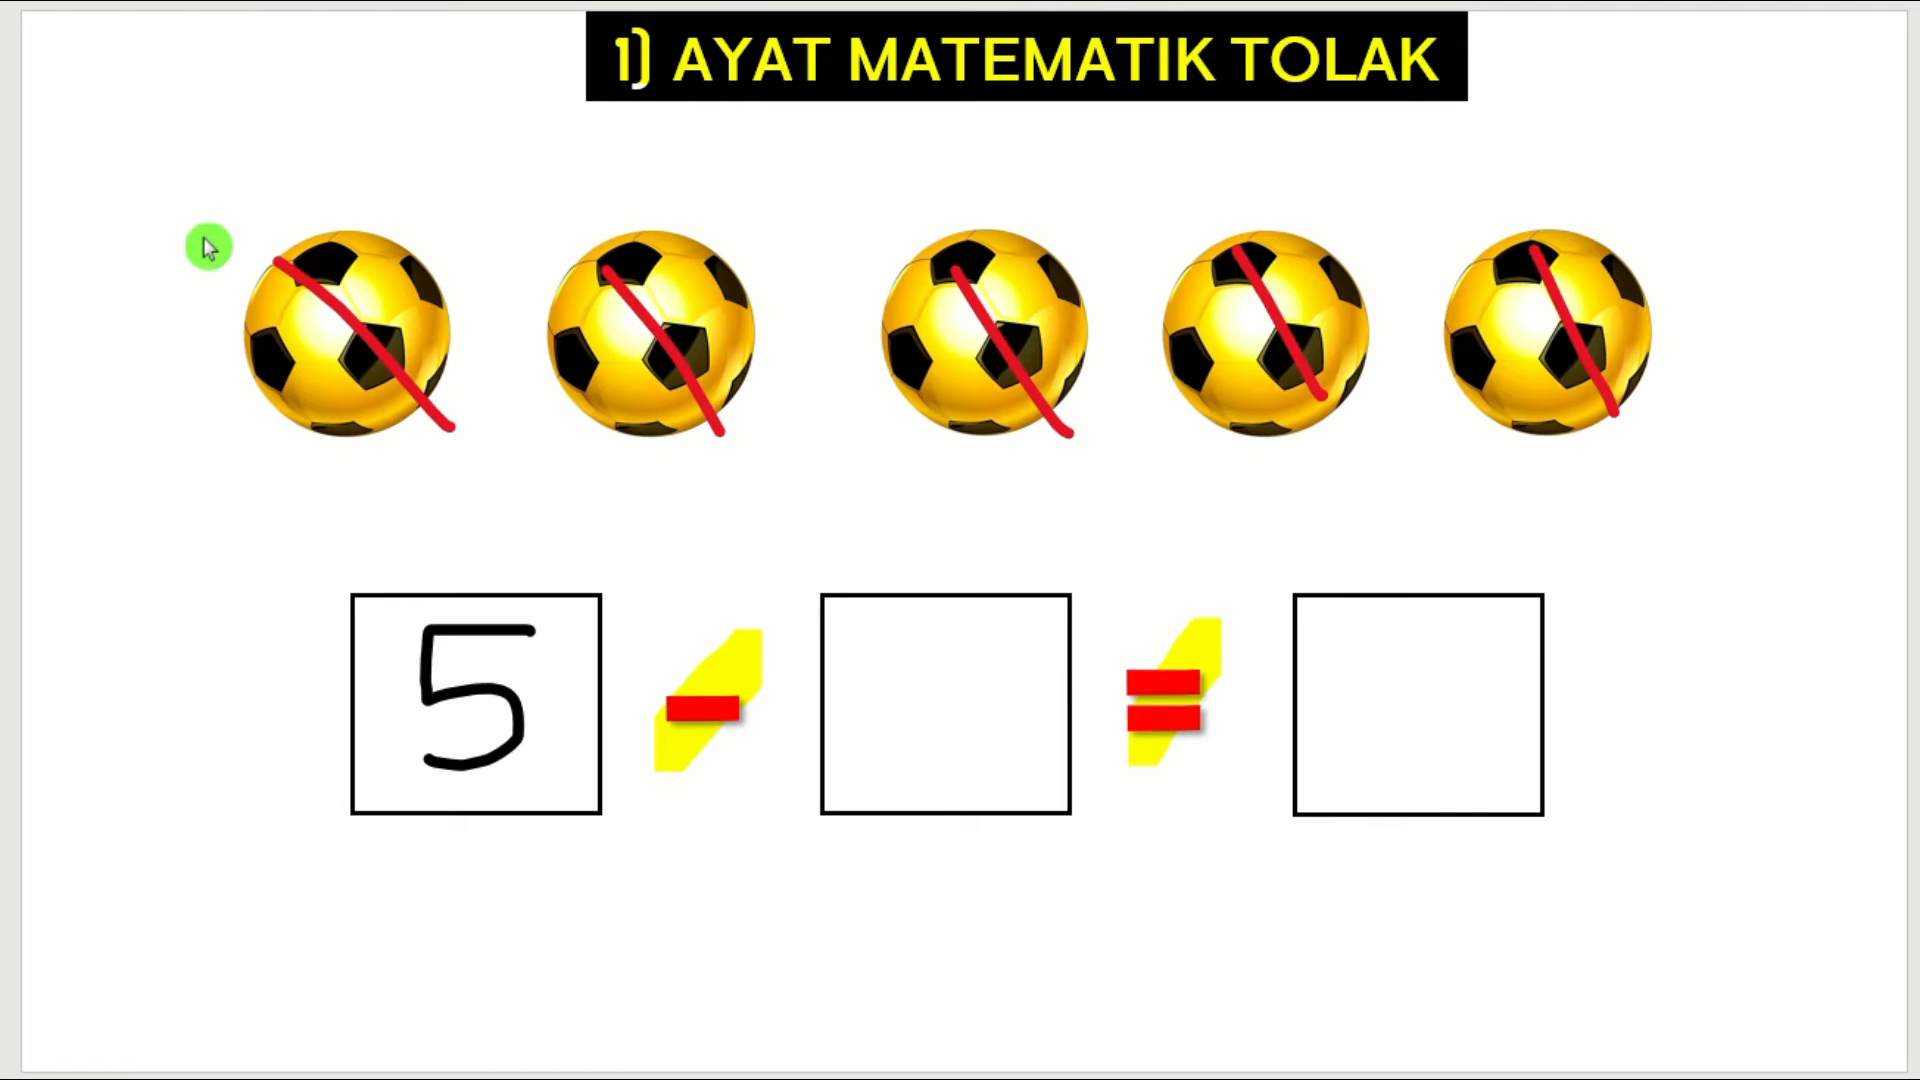 1) AYAT MATEMATIK TOLAK
5 - =